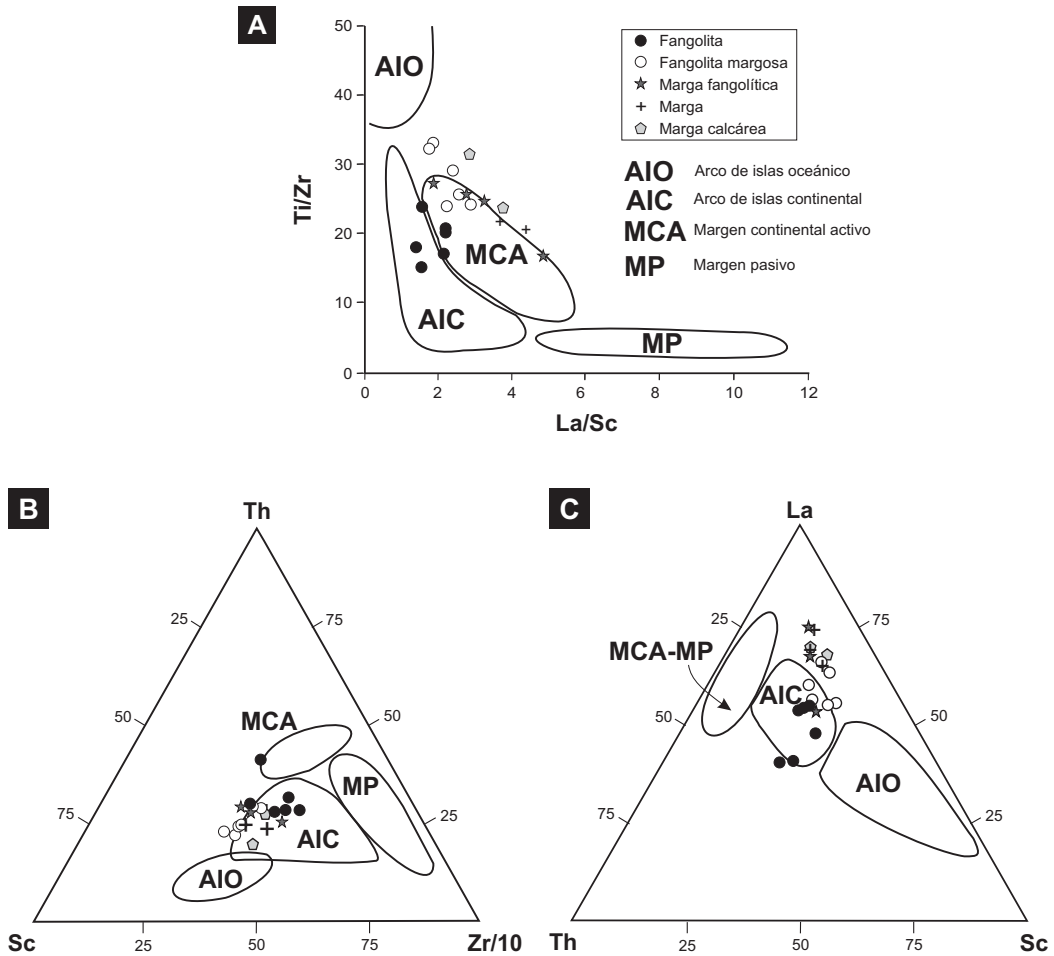 A
50
40
30
20
10
0
Ti/Zr
0
2
4
6
8
10
12
La/Sc
AIO
AIC
MCA
MP
Fangolita
Fangolita margosa
Marga fangolítica
Marga
Marga calcárea
AIO Arco de islas oceánico
AIC Arco de islas continental
MCA Margen continental activo
MP Margen pasivo
B
Th
25
75
50
50
75
25
MCA
MP
AIC
AIO
Sc
25
50
75
Zr/10
C
La
25
75
MCA-MP
AIC
50
50
AIO
75
25
Th
25
50
75
Sc